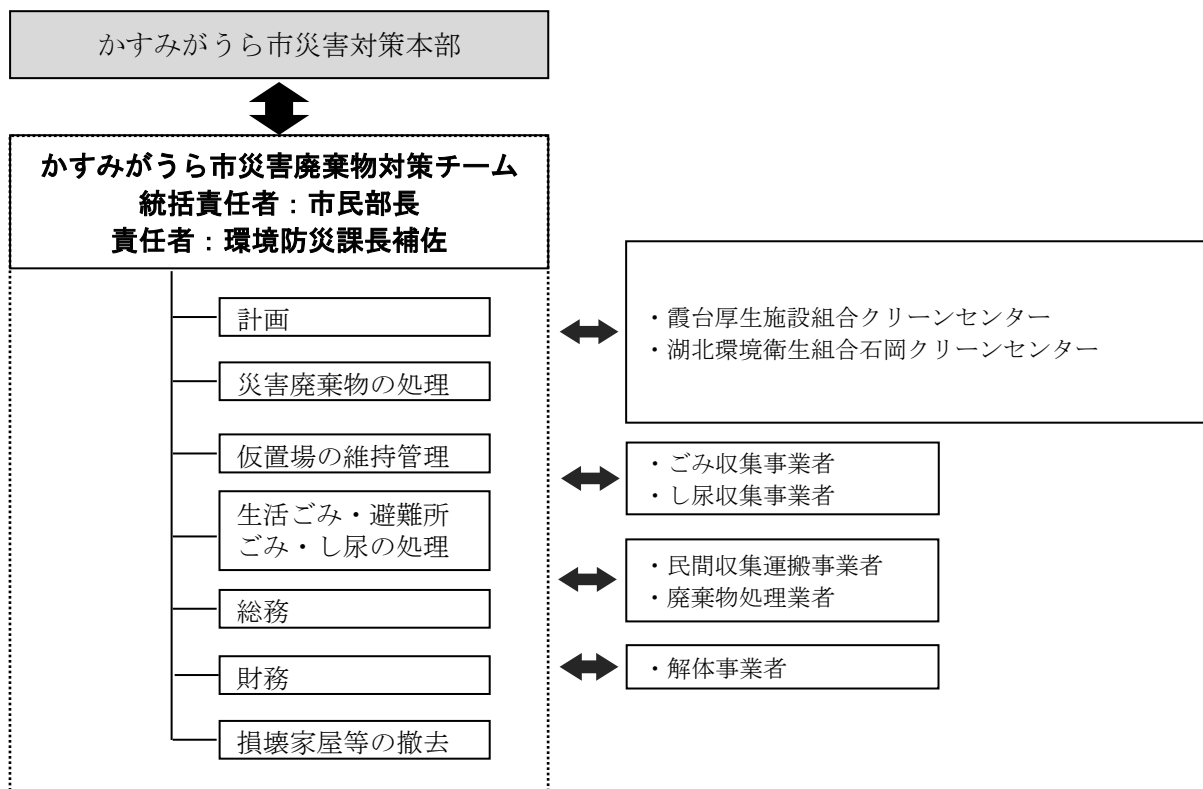 かすみがうら市災害対策本部
かすみがうら市災害廃棄物対策チーム
統括責任者：市民部長
責任者：環境防災課長補佐
計画
災害廃棄物の処理
仮置場の維持管理
生活ごみ・避難所
ごみ・し尿の処理
総務
財務
損壊家屋等の撤去
・霞台厚生施設組合クリーンセンター
・湖北環境衛生組合石岡クリーンセンター
・ごみ収集事業者
・し尿収集事業者
・民間収集運搬事業者
・廃棄物処理業者
・解体事業者